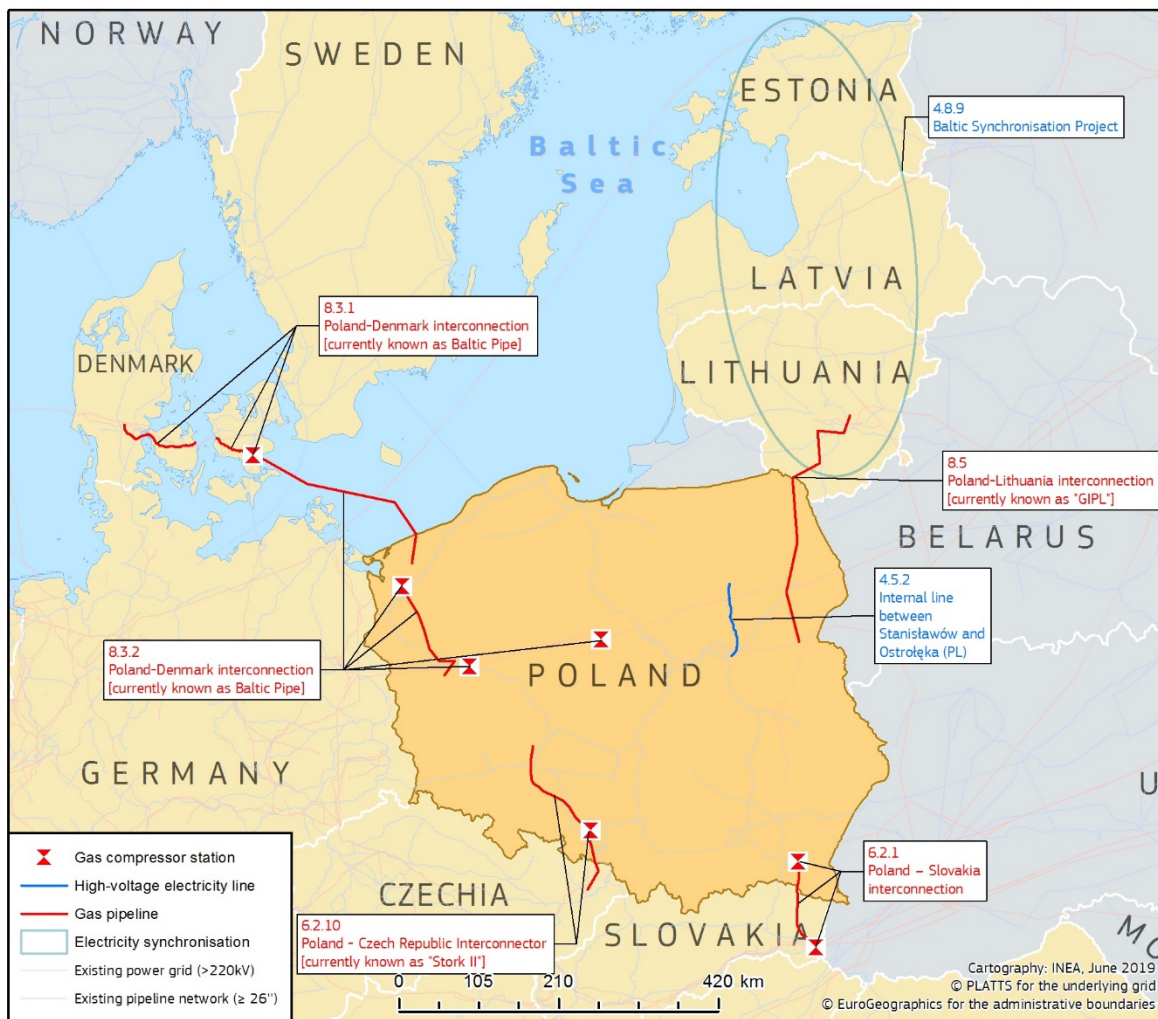 NORWAY
SWEDEN
ESTONIA
4.8.9
Baltic Synchronisation Project
Baltic
Sea
LATVIA
8.3.1
Poland-Denmark interconnection
[currently known as Baltic Pipe]
DENMARK
LITHUANIA
8.5
Poland-Lithuania interconnection
[currently known as "GIPL"]
BELARUS
4.5.2
Internal line
between
Stanisławów and
Ostrołęka (PL)
8.3.2
Poland-Denmark interconnection
[currently known as Baltic Pipe]
POLAND
GERMANY
U
6.2.1
Poland – Slovakia
interconnection
CZECHIA
6.2.10
Poland - Czech Republic Interconnector
[currently known as "Stork II"]
SLOVAKIA
MO
Gas compressor station
High-voltage electricity line
Gas pipeline
Electricity synchronisation
Existing power grid (>220kV)
Existing pipeline network (≥ 26")
0 105 210 420 km
Cartography: INEA, June 2019
© PLATTS for the underlying grid
© EuroGeographics for the administrative boundaries